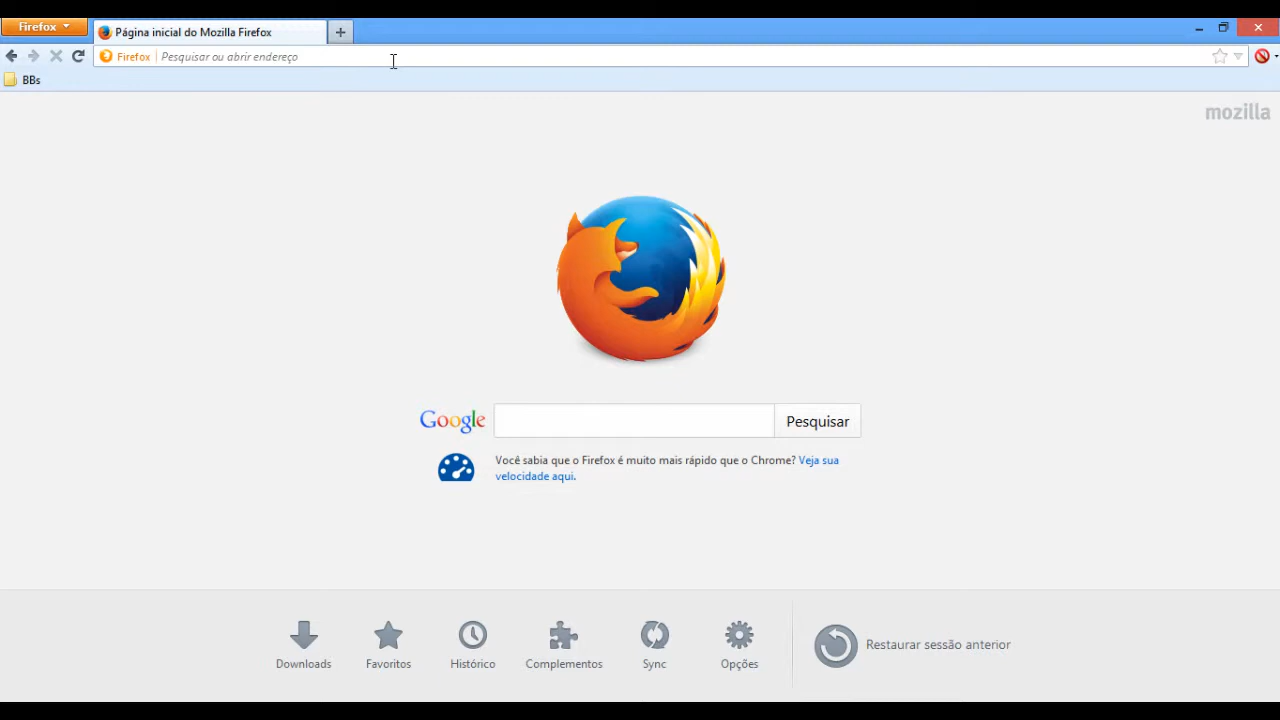 Firefox
Página inicial do Mozilla Firefox
Firefox
Pesquisar ou abrir endereço
BBs
mozilla
Google
Pesquisar
Você sabia que o Firefox é muito mais rápido que o Chrome? Veja sua
velocidade aqui.
Downloads
Favoritos
Histórico
Complementos
Sync
Opções
Restaurar sessão anterior